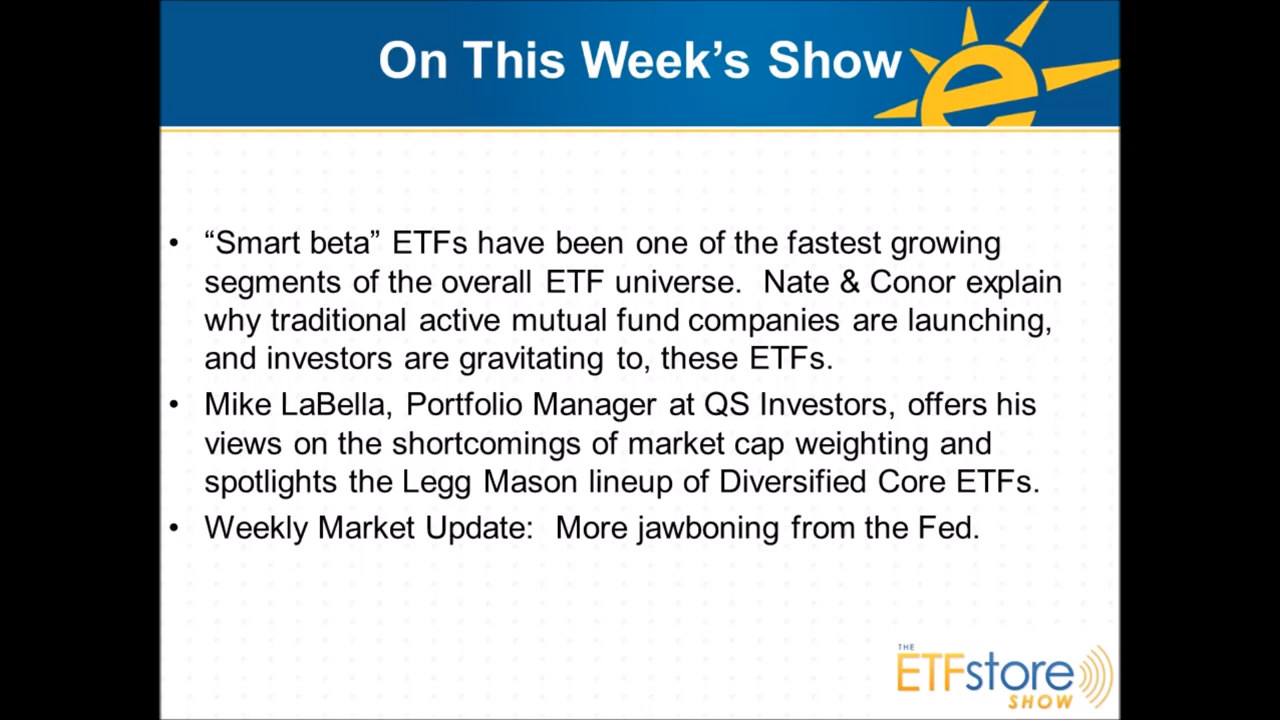 On This Week’s Show
e
• “Smart beta” ETFs have been one of the fastest growing
segments of the overall ETF universe.  Nate & Conor explain
why traditional active mutual fund companies are launching,
and investors are gravitating to, these ETFs.
• Mike LaBella, Portfolio Manager at QS Investors, offers his
views on the shortcomings of market cap weighting and
spotlights the Legg Mason lineup of Diversified Core ETFs.
• Weekly Market Update:  More jawboning from the Fed.
THE
ETFstore
SHOW